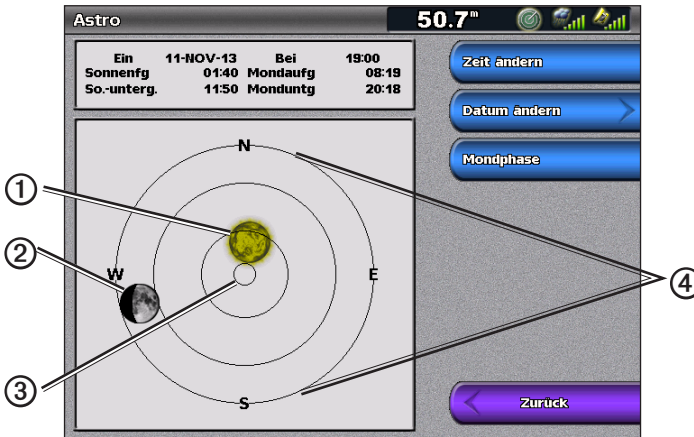 Astro
50.7m
Ein 11-NOV-13 Bei 19:00
Sonnenfg 01:40 Mondaufg 08:19
So.-unterg. 11:50 Monduntg 20:18
Zeit ändern
Datum ändern
Mondphase
N
W
E
S
Zurück
1
2
3
4